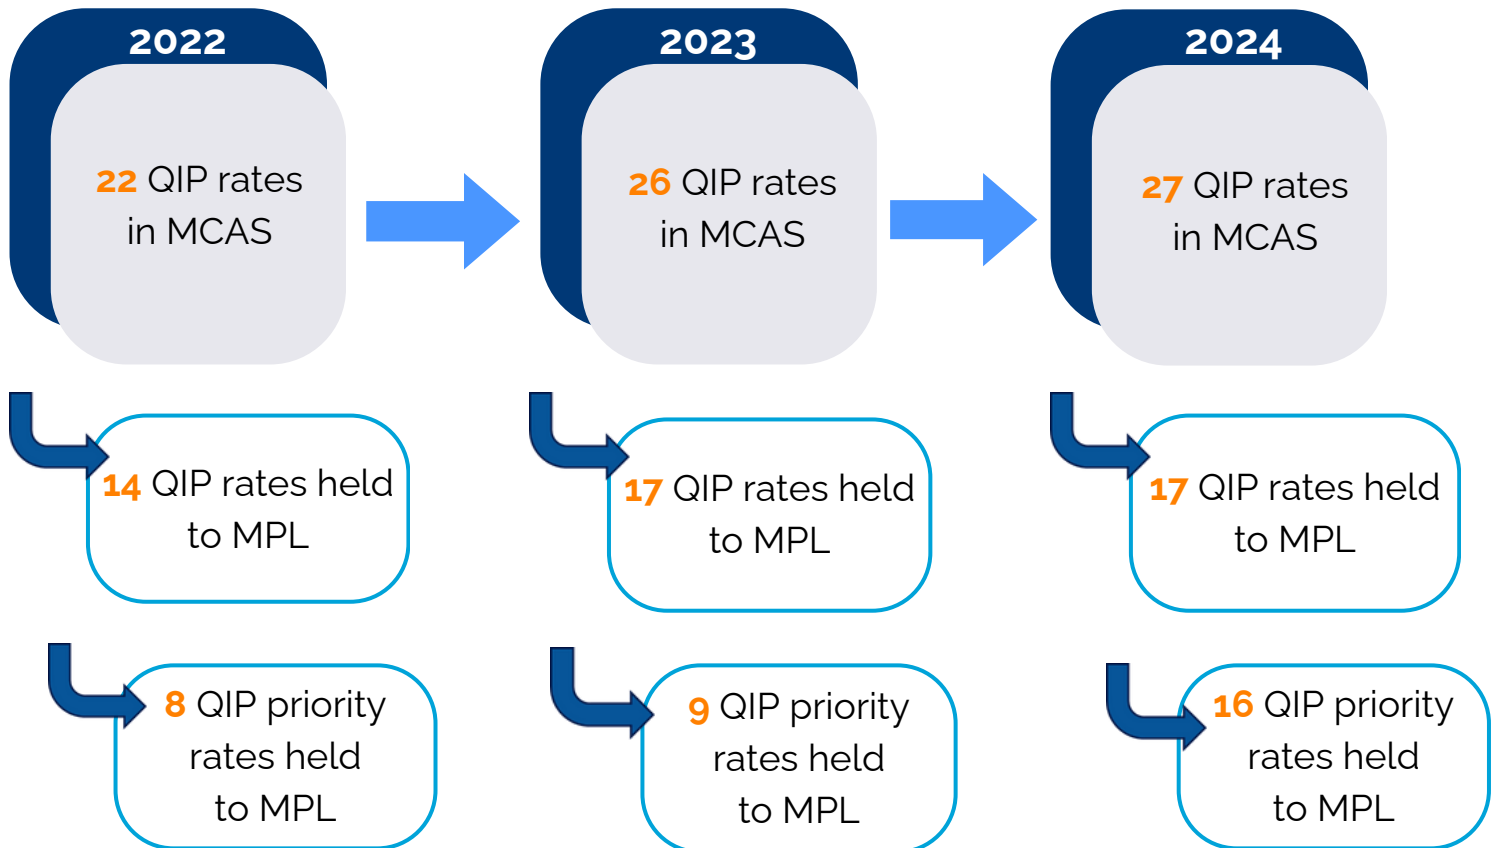 2022
22 QIP rates
in MCAS
2023
26 QIP rates
in MCAS
2024
27 QIP rates
in MCAS
14 QIP rates held
to MPL
17 QIP rates held
to MPL
17 QIP rates held
to MPL
8 QIP priority
rates held
to MPL
9 QIP priority
rates held
to MPL
16 QIP priority
rates held
to MPL